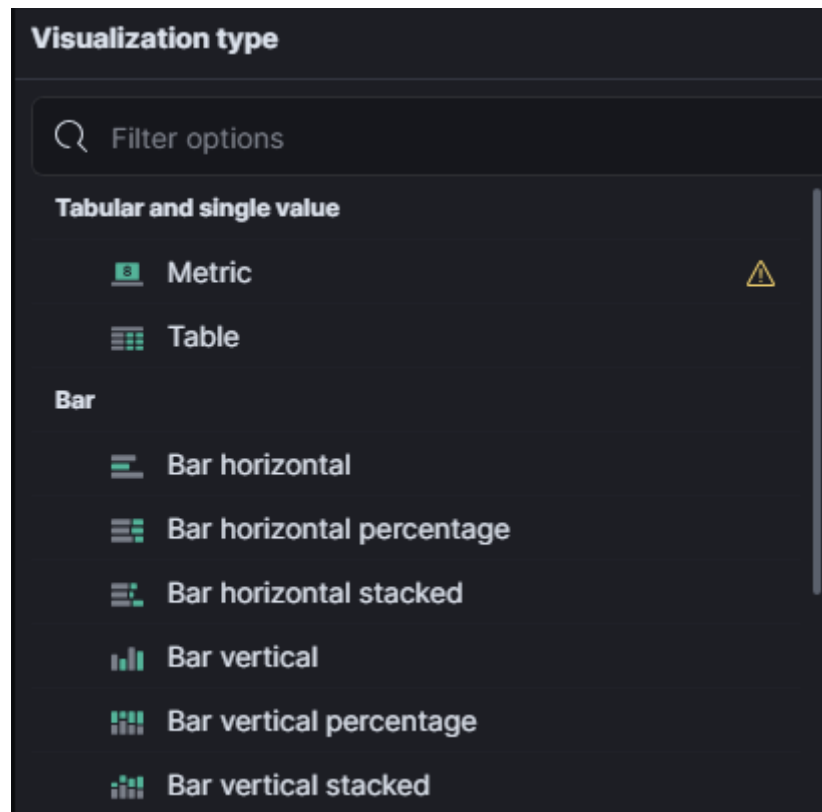 Visualization type
Filter options
Tabular and single value
8 Metric
Table
Bar
Bar horizontal
Bar horizontal percentage
Bar horizontal stacked
Bar vertical
Bar vertical percentage
Bar vertical stacked